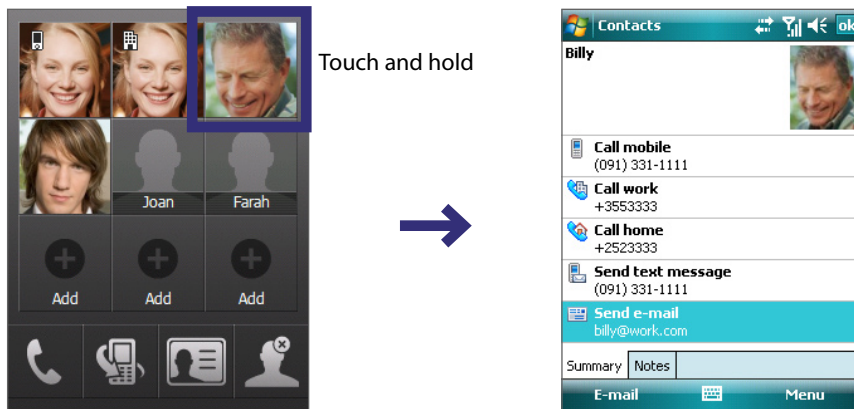 Touch and hold
Joan
Farah
Add
Add
Add
Contacts
ok
Billy
Call mobile
(091) 331-1111
Call work
+3553333
Call home
+2523333
Send text message
(091) 331-1111
Send e-mail
billy@work.com
Summary
Notes
E-mail
Menu